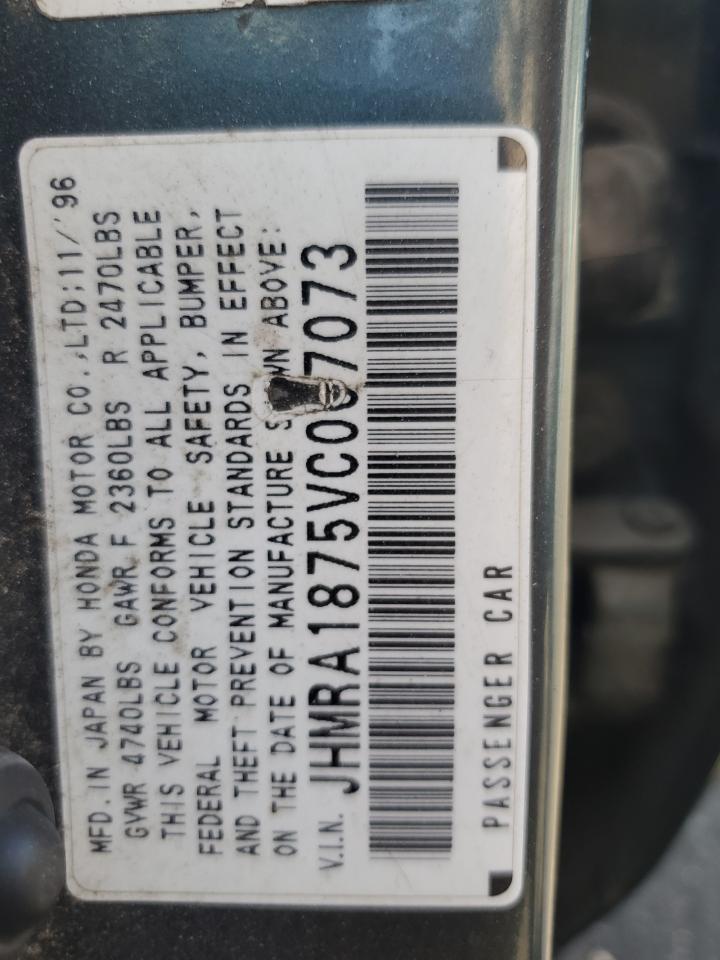 MFD. IN JAPAN BY HONDA MOTOR CO.,LTD;11/'96
GVWR 4740LBS GAWR F 2360LBS R 2470LBS
THIS VEHICLE CONFORMS TO ALL APPLICABLE
FEDERAL MOTOR VEHICLE SAFETY, BUMPER,
AND THEFT PREVENTION STANDARDS IN EFFECT
ON THE DATE OF MANUFACTURE ABOVE:
V.I.N. JHMRA1875VC007073
PASSENGER CAR